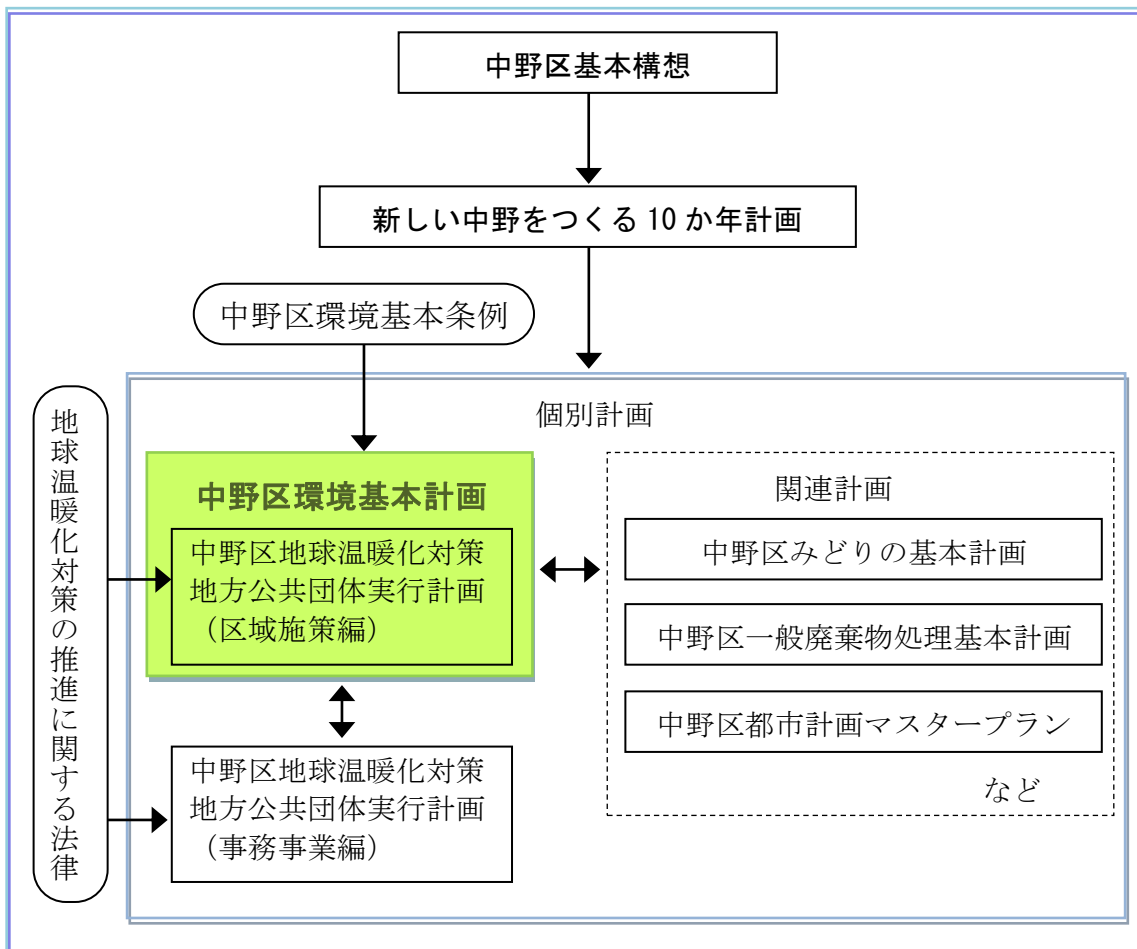 中野区基本構想
新しい中野をつくる10か年計画
中野区環境基本条例
地球温暖化対策の推進に関する法律
個別計画
中野区環境基本計画
中野区地球温暖化対策
地方公共団体実行計画
（区域施策編）
中野区地球温暖化対策
地方公共団体実行計画
（事務事業編）
関連計画
中野区みどりの基本計画
中野区一般廃棄物処理基本計画
中野区都市計画マスタープラン
など